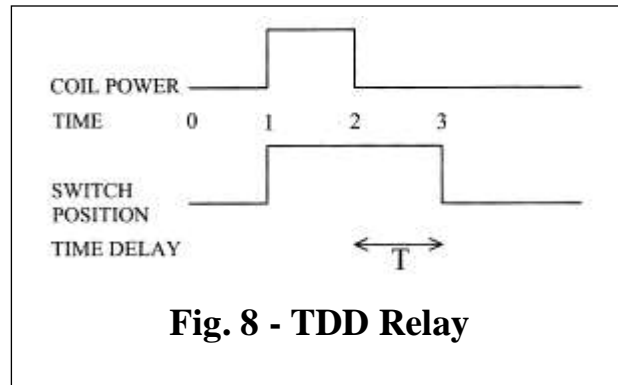 COIL POWER
TIME 0 1 2 3
SWITCH
POSITION
TIME DELAY T
Fig. 8 - TDD Relay